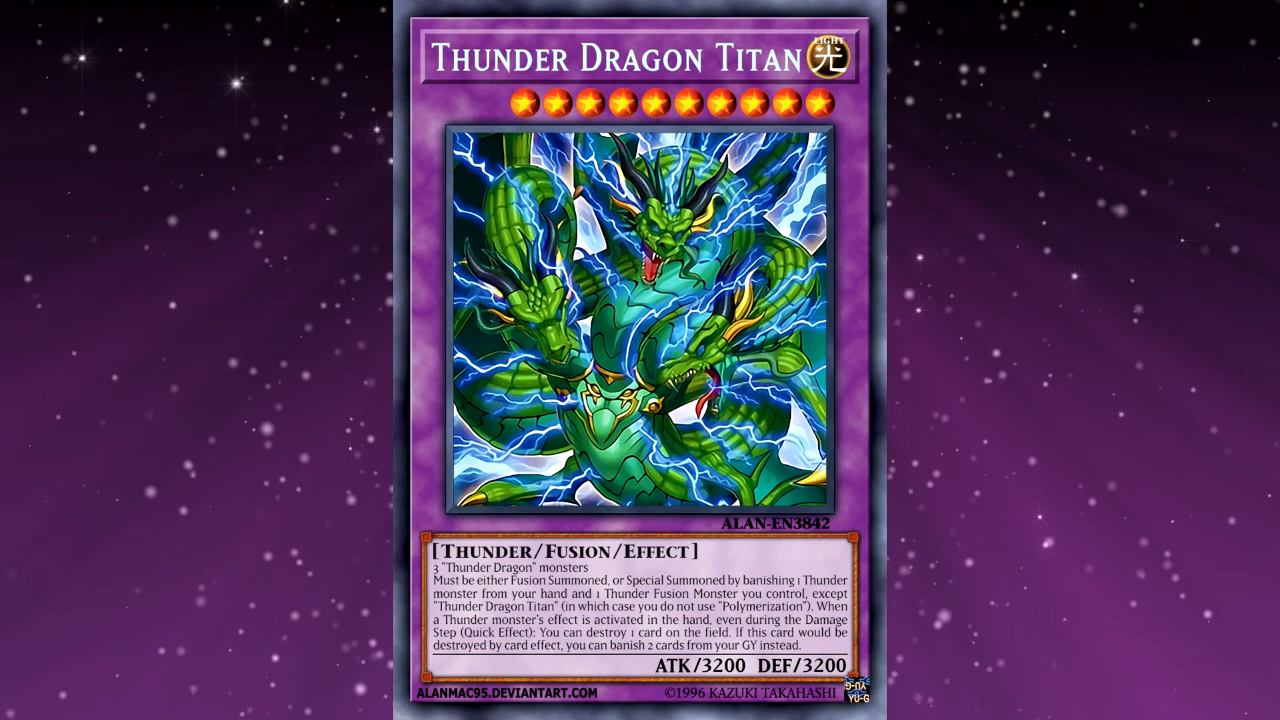 THUNDER DRAGON TITAN
LIGHT
光
ALAN-EN3842
[THUNDER/FUSION/EFFECT]
3 "Thunder Dragon" monsters
Must be either Fusion Summoned, or Special Summoned by banishing 1 Thunder
monster from your hand and 1 Thunder Fusion Monster you control, except
"Thunder Dragon Titan" (in which case you do not use "Polymerization"). When
a Thunder monster's effect is activated in the hand, even during the Damage
Step (Quick Effect): You can destroy 1 card on the field. If this card would be
destroyed by card effect, you can banish 2 cards from your GY instead.
ATK/3200 DEF/3200
ALANMAC95.DEVIANTART.COM
©1996 KAZUKI TAKAHASHI